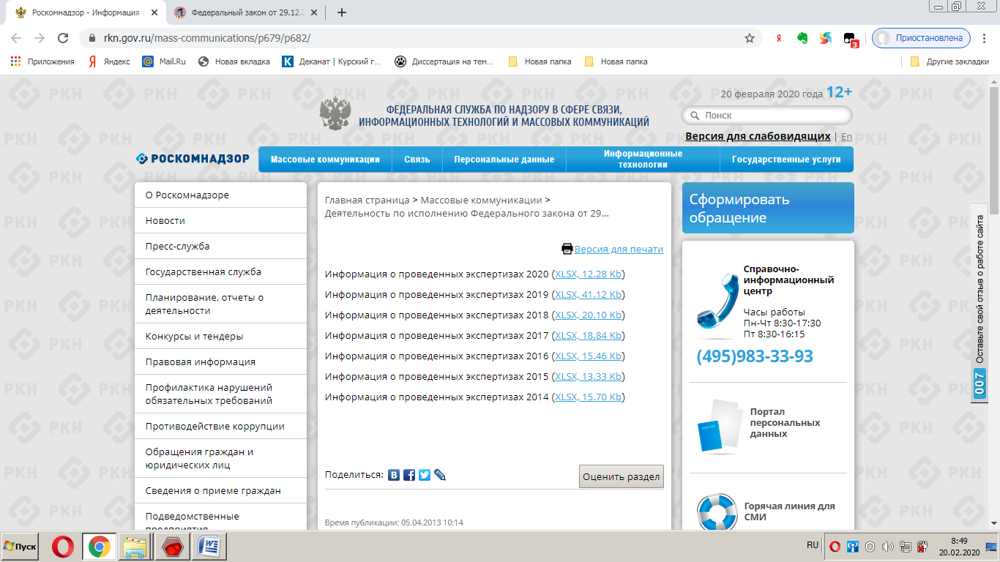 Роскомнадзор - Информация о
Федеральный закон от 29.12.2
rkn.gov.ru/mass-communications/p679/p682/
Я
3
Приостановлена
Приложения
Яндекс
Mail.Ru
Новая вкладка
Деканат | Курский г...
Диссертация на тем...
Новая папка
Новая папка
Другие закладки
20 февраля 2020 года 12+
ФЕДЕРАЛЬНАЯ СЛУЖБА ПО НАДЗОРУ В СФЕРЕ СВЯЗИ,
ИНФОРМАЦИОННЫХ ТЕХНОЛОГИЙ И МАССОВЫХ КОММУНИКАЦИЙ
Поиск
Версия для слабовидящих | En
РОСКОМНАДЗОР
Массовые коммуникации
Связь
Персональные данные
Информационные
технологии
Государственные услуги
О Роскомнадзоре
Новости
Пресс-служба
Государственная служба
Планирование, отчеты о
деятельности
Конкурсы и тендеры
Правовая информация
Профилактика нарушений
обязательных требований
Противодействие коррупции
Обращения граждан и
юридических лиц
Сведения о приеме граждан
Подведомственные
предприятия
Главная страница > Массовые коммуникации >
Деятельность по исполнению Федерального закона от 29...
Версия для печати
Информация о проведенных экспертизах 2020 (XLSX, 12.28 Kb)
Информация о проведенных экспертизах 2019 (XLSX, 41.12 Kb)
Информация о проведенных экспертизах 2018 (XLSX, 20.10 Kb)
Информация о проведенных экспертизах 2017 (XLSX, 18.84 Kb)
Информация о проведенных экспертизах 2016 (XLSX, 15.46 Kb)
Информация о проведенных экспертизах 2015 (XLSX, 13.33 Kb)
Информация о проведенных экспертизах 2014 (XLSX, 15.70 Kb)
Поделиться:
Оценить раздел
Время публикации: 05.04.2013 10:14
Сформировать
обращение
Справочно-
информационный
центр
Часы работы
Пн-Чт 8:30-17:30
Пт 8:30-16:15
(495)983-33-93
Портал
персональных
данных
Горячая линия для
СМИ
Оставьте свой отзыв о работе сайта
007
РКН
Пуск
RU
8:49
20.02.2020